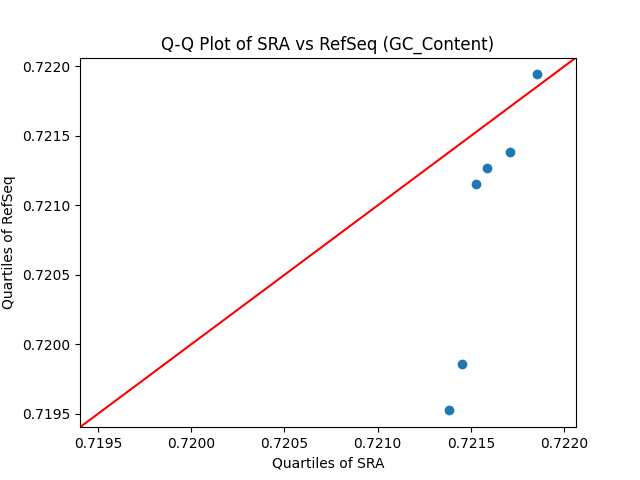 Q-Q Plot of SRA vs RefSeq (GC_Content)
Quartiles of RefSeq
0.7220
0.7215
0.7210
0.7205
0.7200
0.7195
0.7195 0.7200 0.7205 0.7210 0.7215 0.7220
Quartiles of SRA